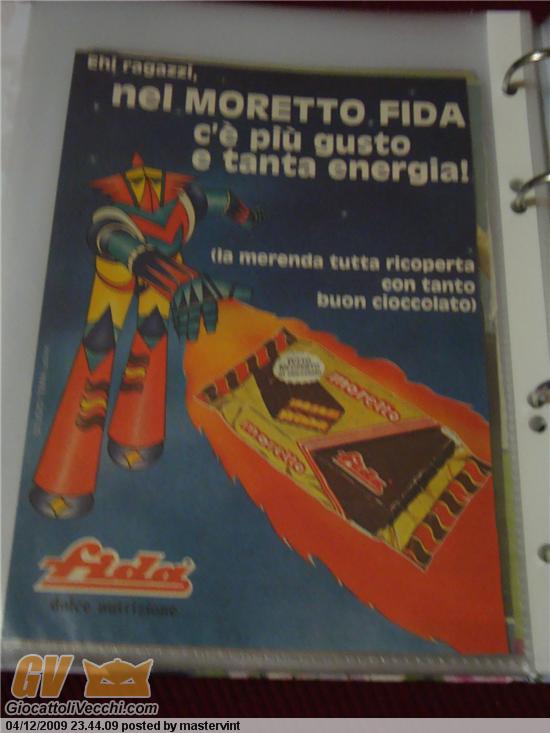 Ehi ragazzi,
nel MORETTO FIDA
c'è più gusto
e tanta energia!
(la merenda tutta ricoperta
con tanto
buon cioccolato)
moretto
moretto
Fida
fida
dolce nutrizione
GV
GiocattoliVecchi.com
04/12/2009 23.44.09 posted by mastervint